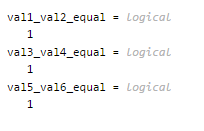 val1_val2_equal = logical
1
val3_val4_equal = logical
1
val5_val6_equal = logical
1